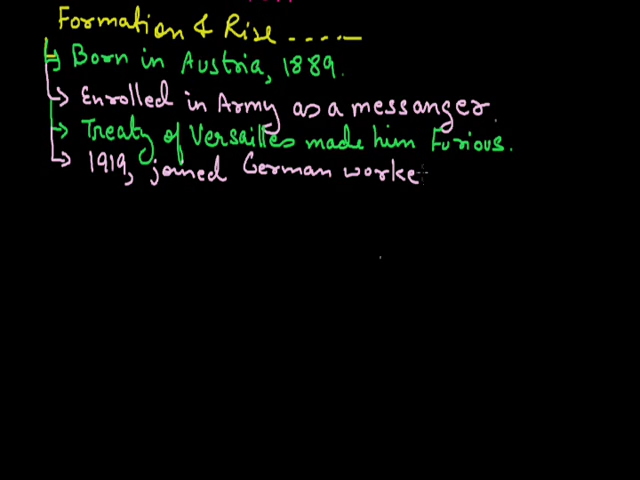 Formation & Rise ......—
Born in Austria, 1889.
Enrolled in Army as a messanger.
Treaty of Versailles made him Furious.
1919, joined German worke